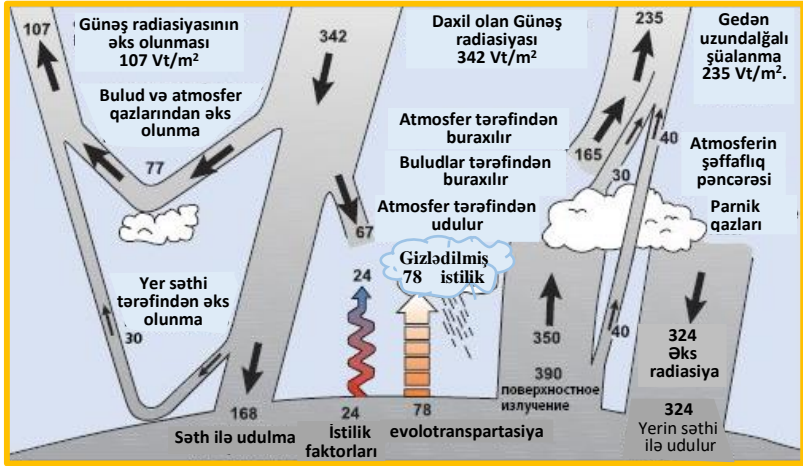 107
Günəş radiasiyasının
əks olunması
107 Vt/m²
342
Daxil olan Günəş
radiasiyası
342 Vt/m²
235
Gedən
uzundalğalı
şüalanma
235 Vt/m².
Bulud və atmosfer
qazlarından əks
olunma
77
Atmosfer tərəfindən
buraxılır
Buludlar tərəfindən
buraxılır
Atmosfer tərəfindən
udulur
67
165
30
40
Atmosferin
şəffaflıq
pəncərəsi
Parnik
qazları
Gizlədilmiş
78 istilik
24
Yer səthi
tərəfindən əks
olunma
30
350
40
390
поверхностное
излучение
324
Əks
radiasiya
324
Yerin səthi
ilə udulur
168
Səth ilə udulma
24
İstilik
faktorları
78
evolotranspartasiya